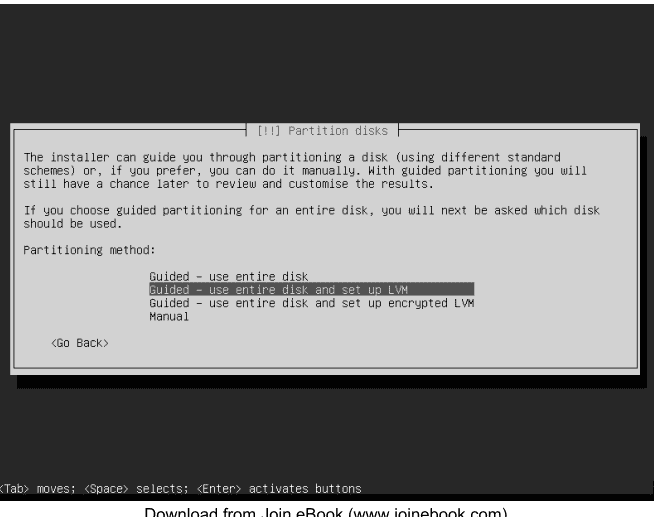 [!!] Partition disks
The installer can guide you through partitioning a disk (using different standard
schemes) or, if you prefer, you can do it manually. With guided partitioning you will
still have a chance later to review and customise the results.
If you choose guided partitioning for an entire disk, you will next be asked which disk
should be used.
Partitioning method:
Guided - use entire disk
Guided - use entire disk and set up LVM
Guided - use entire disk and set up encrypted LVM
Manual
<Go Back>
<Tab> moves; <Space> selects; <Enter> activates buttons
Download from Join eBook (www.joinebook.com)